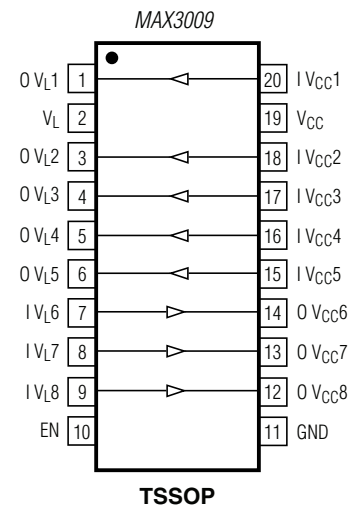 MAX3009
O VL1 1 20 I VCC1
VL 2 19 VCC
O VL2 3 18 I VCC2
O VL3 4 17 I VCC3
O VL4 5 16 I VCC4
O VL5 6 15 I VCC5
I VL6 7 14 O VCC6
I VL7 8 13 O VCC7
I VL8 9 12 O VCC8
EN 10 11 GND
TSSOP